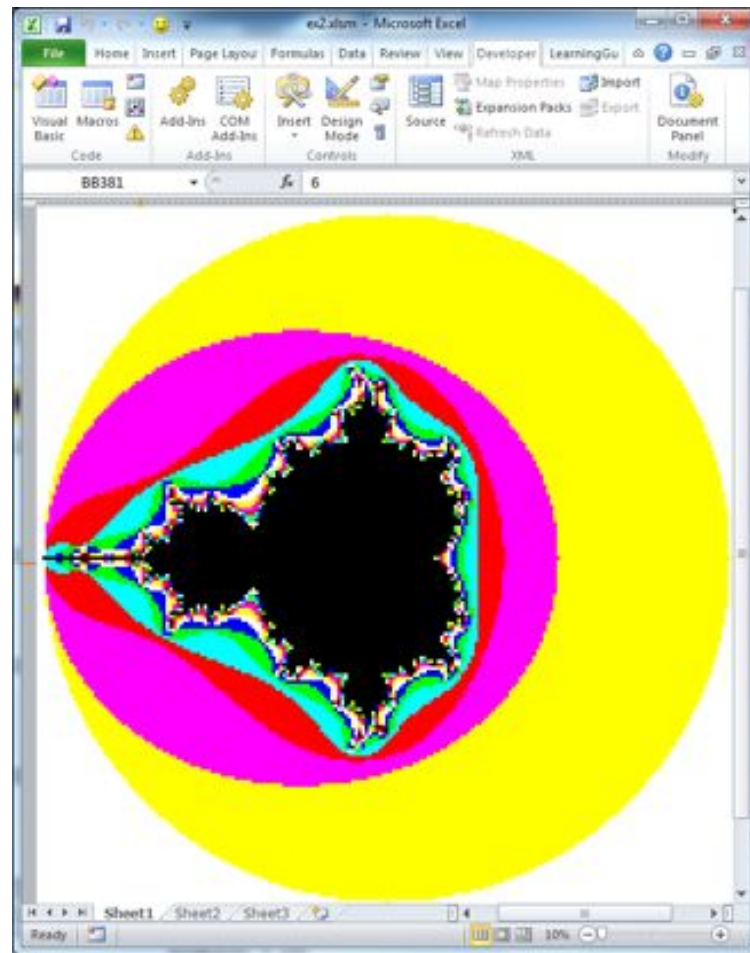 ex2.xlsm - Microsoft Excel
File Home Insert Page Layou Formulas Data Review View Developer LearningGu
Visual Basic Macros Add-Ins COM Add-Ins Insert Design Mode Source Map Properties Import Expansion Packs Export Refresh Data Document Panel
Code Add-Ins Controls XML Modify
BB381 fx 6
Sheet1 Sheet2 Sheet3
Ready 10%